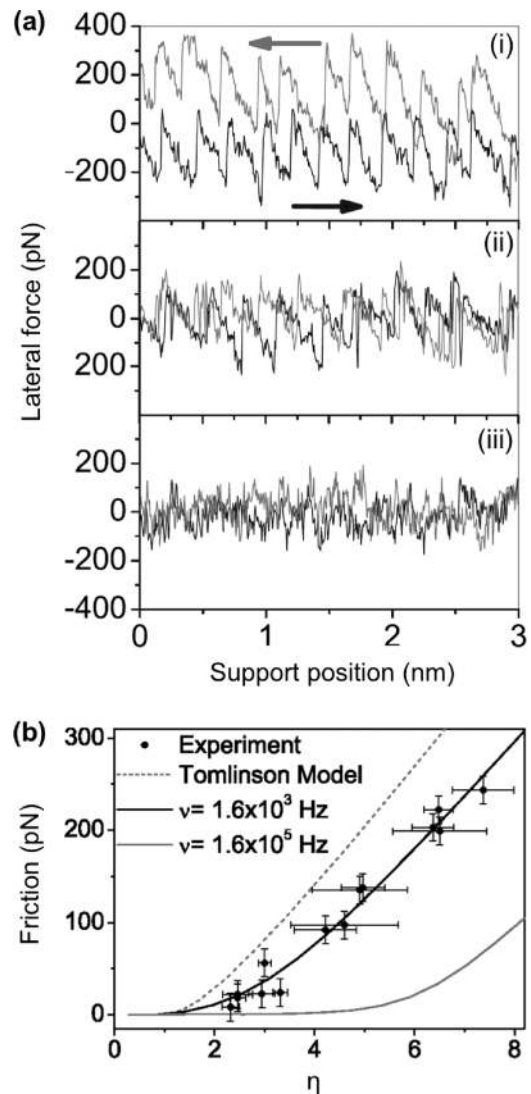 (a)
400
(i)
200
0
-200
(ii)
200
0
200
(iii)
200
0
-200
-400
0 1 2 3
Lateral force (pN)
Support position (nm)
(b)
300
Experiment
Tomlinson Model
ν= 1.6x10³ Hz
200
ν= 1.6x10⁵ Hz
100
0
2 4 6 8
Friction (pN)
η